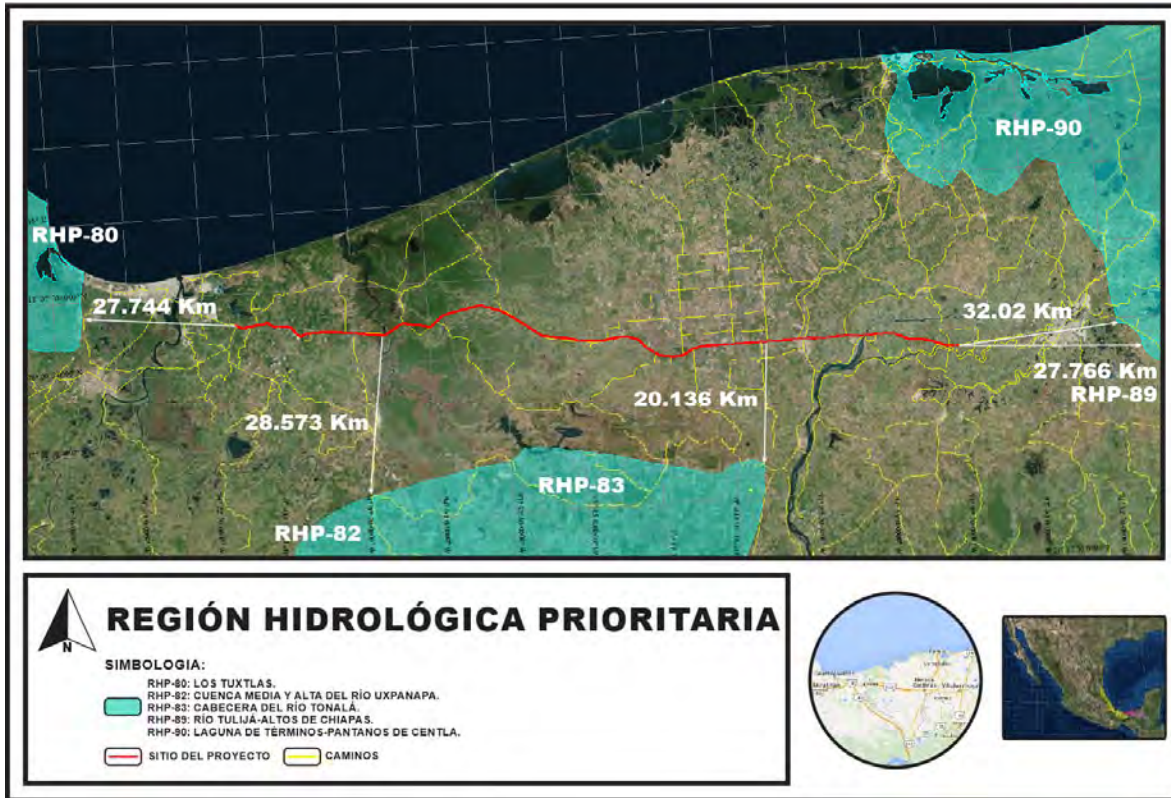 RHP-90
RHP-80
27.744 Km
32.02 Km
27.766 Km
RHP-89
20.136 Km
28.573 Km
RHP-83
RHP-82
REGIÓN HIDROLÓGICA PRIORITARIA
N
SIMBOLOGIA:
RHP-80: LOS TUXTLAS.
RHP-82: CUENCA MEDIA Y ALTA DEL RÍO UXPANAPA.
RHP-83: CABECERA DEL RÍO TONALÁ.
RHP-89: RÍO TULIJÁ-ALTOS DE CHIAPAS.
RHP-90: LAGUNA DE TÉRMINOS-PANTANOS DE CENTLA.
SITIO DEL PROYECTO
CAMINOS